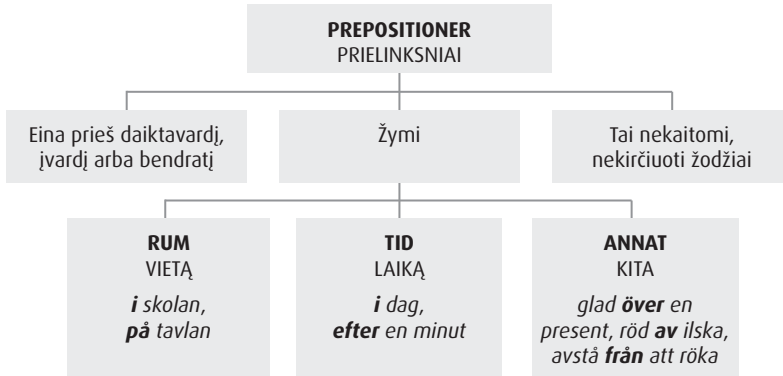 PREPOSITIONER
PRIELINKSNIAI
Eina prieš daiktavardį,
įvardį arba bendratį
Žymi
Tai nekaitomi,
nekirčiuoti žodžiai
RUM
VIETĄ
i skolan,
på tavlan
TID
LAIKĄ
i dag,
efter en minut
ANNAT
KITA
glad över en
present, röd av ilska,
avstå från att röka